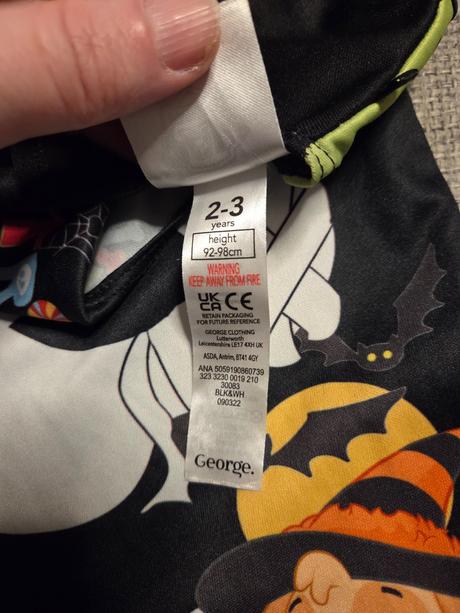 2-3
years
height
92-98cm
WARNING
KEEP AWAY FROM FIRE
UK
CA CE
RETAIN PACKAGING
FOR FUTURE REFERENCE
GEORGE CLOTHING
Lutterworth
Leicestershire LE17 4XH UK
ASDA, Antrim, BT41 4GY
ANA 5059190860739
323 3230 0019 210
30083
BLK&WH
090322
George.